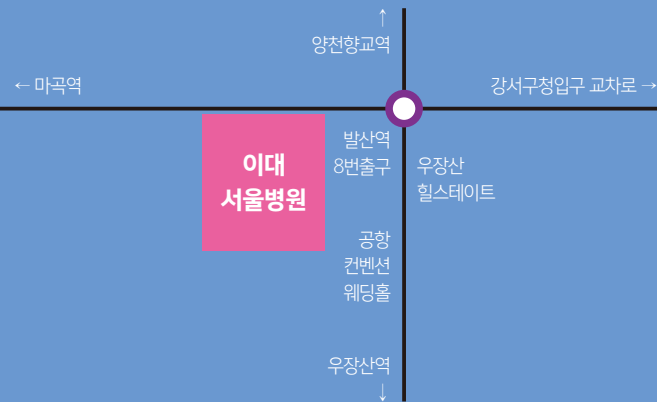 ↑
양천향교역
← 마곡역
강서구청입구 교차로 →
발산역
8번출구
이대
서울병원
우장산
힐스테이트
공항
컨벤션
웨딩홀
우장산역
↓